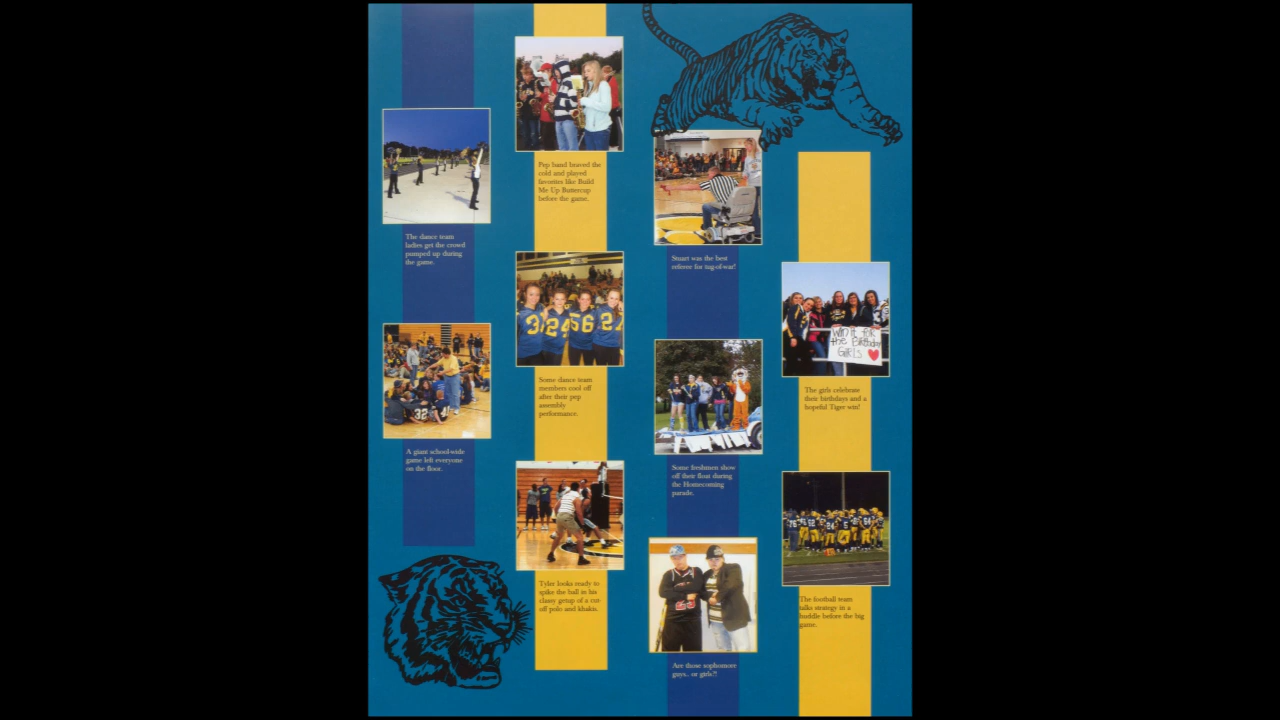 The dance team
ladies get the crowd
pumped up during
the game.
A giant school-wide
game left everyone
on the floor.
Pep band braved the
cold and played
favorites like Build
Me Up Buttercup
before the game.
3
24
56
27
Some dance team
members cool off
after their pep
assembly
performance.
Tyler looks ready to
spike the ball in his
classy getup of a cut-
off polo and khakis.
Stuart was the best
referee for tug-of-war!
Some freshmen show
off their float during
the Homecoming
parade.
23
Are those sophomore
guys.. or girls?!
win it for
the Birthday
GiRLS
The girls celebrate
their birthdays and a
hopeful Tiger win!
The football team
talks strategy in a
huddle before the big
game.
32